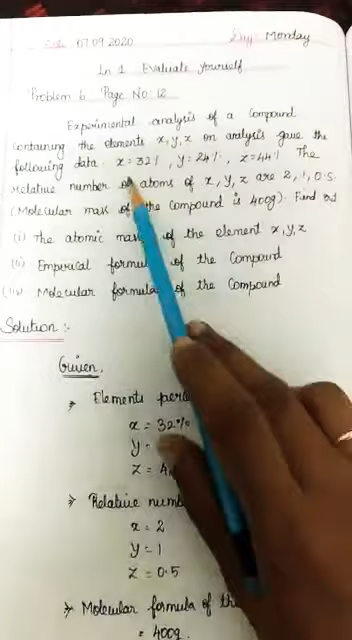 07.09.2020 Day: Monday
Ln 1 Evaluate yourself
Problem 6 Page No: 12
Experimental analysis of a Compound
Containing the elements x, y, z on analysis gave the
following data. x = 32%, y = 24%, z = 44% The
relative number of atoms of x, y, z are 2, 1, 0.5.
(Molecular mass of the compound is 400g). Find out
(i) The atomic mass of the element x, y, z
(ii) Empirical formula of the Compound
(iii) Molecular formula of the Compound
Solution :-
Given,
Elements
x = 32%
y =
z = 4
Relative
x = 2
y = 1
z = 0.5
Molecular formula of
= 400g.